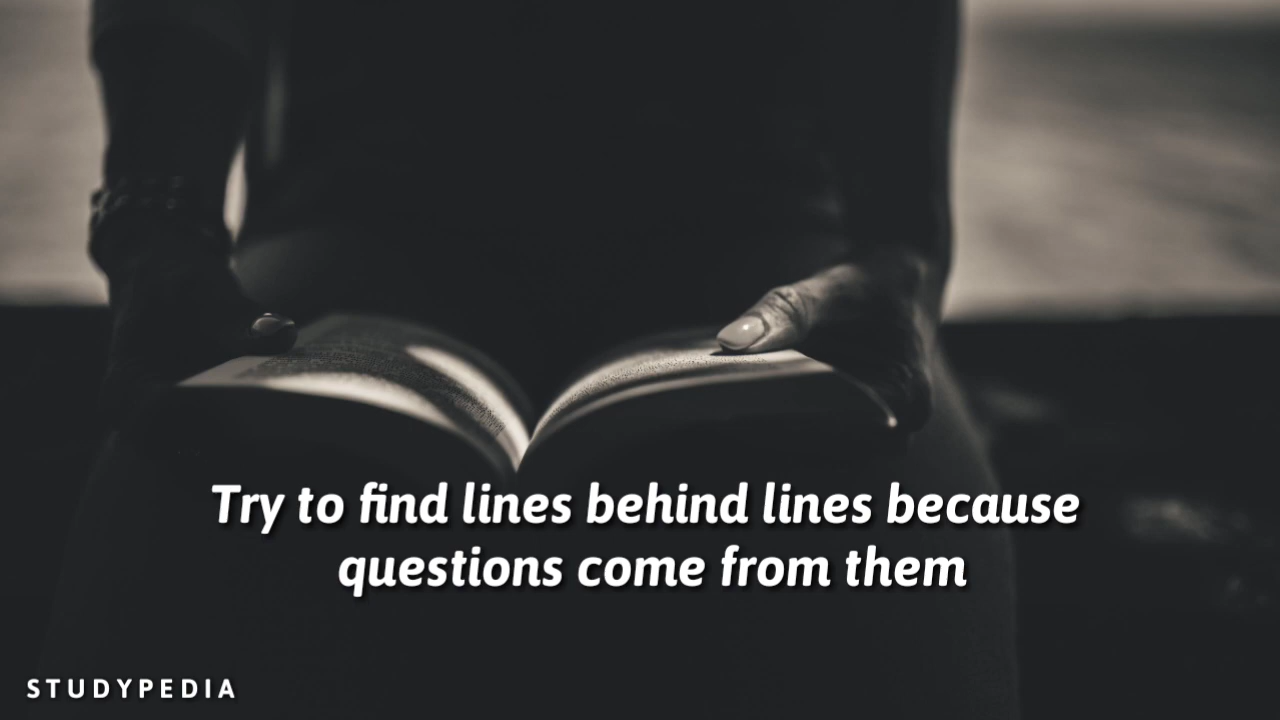 Try to find lines behind lines because
questions come from them
STUDYPEDIA